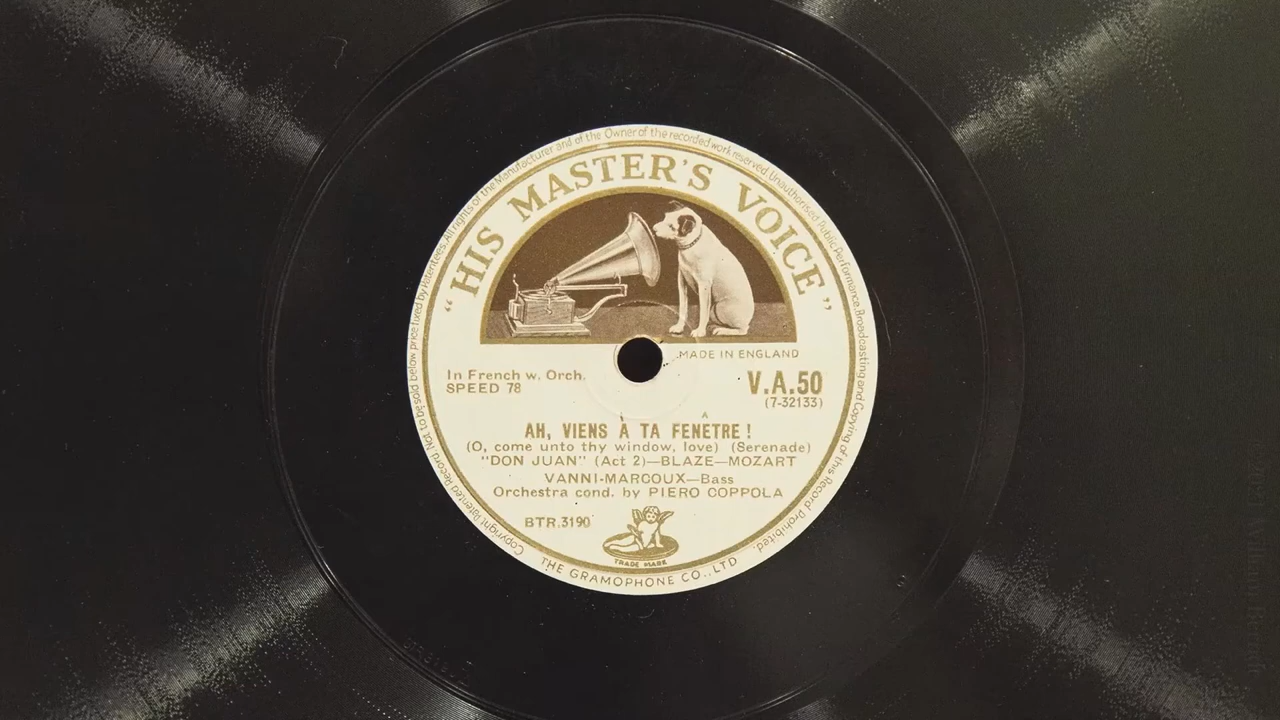 Copyright. Patented Record. Not to be sold below price fixed by Patentees. All rights of the Manufacturer and of the Owner of the recorded work reserved. Unauthorised Public Performance, Broadcasting and Copying of this Record Prohibited.
"HIS MASTER'S VOICE"
MADE IN ENGLAND
In French w. Orch.
SPEED 78
V.A.50
(7-32133)
AH, VIENS À TA FENÊTRE!
(O, come unto thy window, love) (Serenade)
"DON JUAN" (Act 2)—BLAZE—MOZART
VANNI-MARCOUX—Bass
Orchestra cond. by PIERO COPPOLA
BTR.3190
TRADE MARK
THE GRAMOPHONE CO., LTD